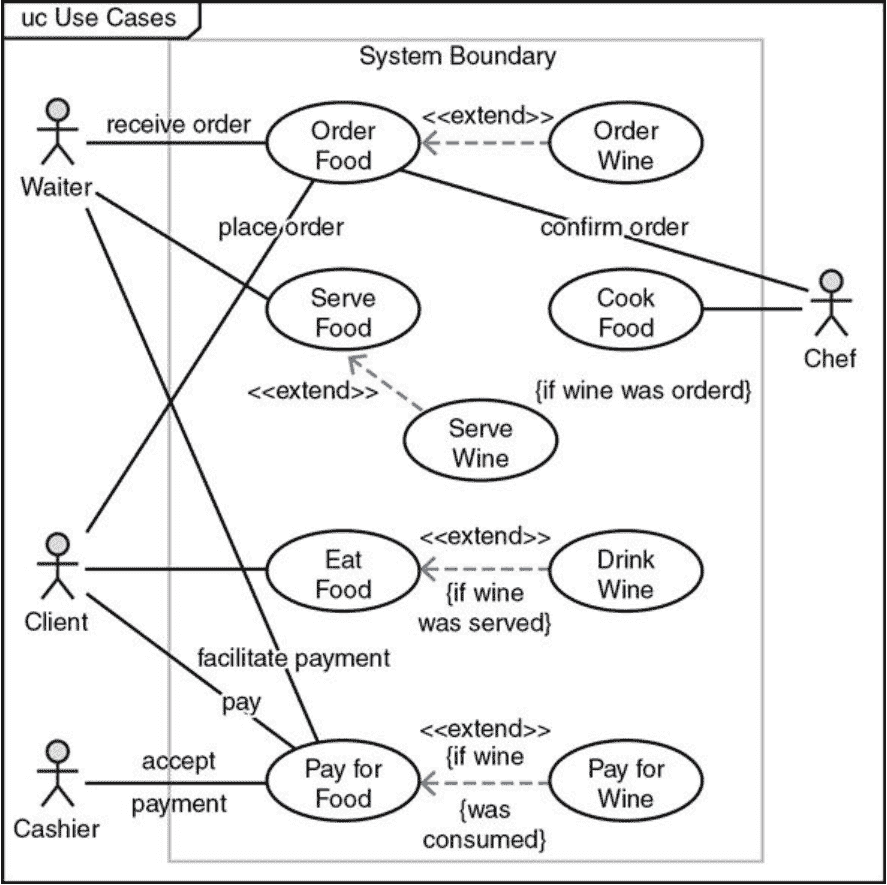 uc Use Cases
System Boundary
receive order
Order
Food
<<extend>>
Order
Wine
Waiter
place order
confirm order
Serve
Food
Cook
Food
Chef
<<extend>>
{if wine was orderd}
Serve
Wine
Eat
Food
<<extend>>
{if wine
was served}
Drink
Wine
Client
facilitate payment
pay
accept
payment
Cashier
Pay for
Food
<<extend>>
{if wine
{was
consumed}
Pay for
Wine